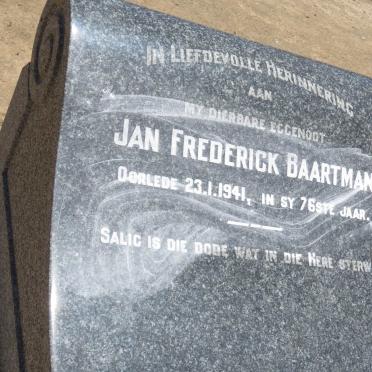 IN LIEFDEVOLLE HERINNERING
AAN
MY DIERBARE EGGENOOT
JAN FREDERICK BAARTMAN
OORLEDE 23.1.1941, IN SY 76STE JAAR.
SALIG IS DIE DODE WAT IN DIE HERE STERW